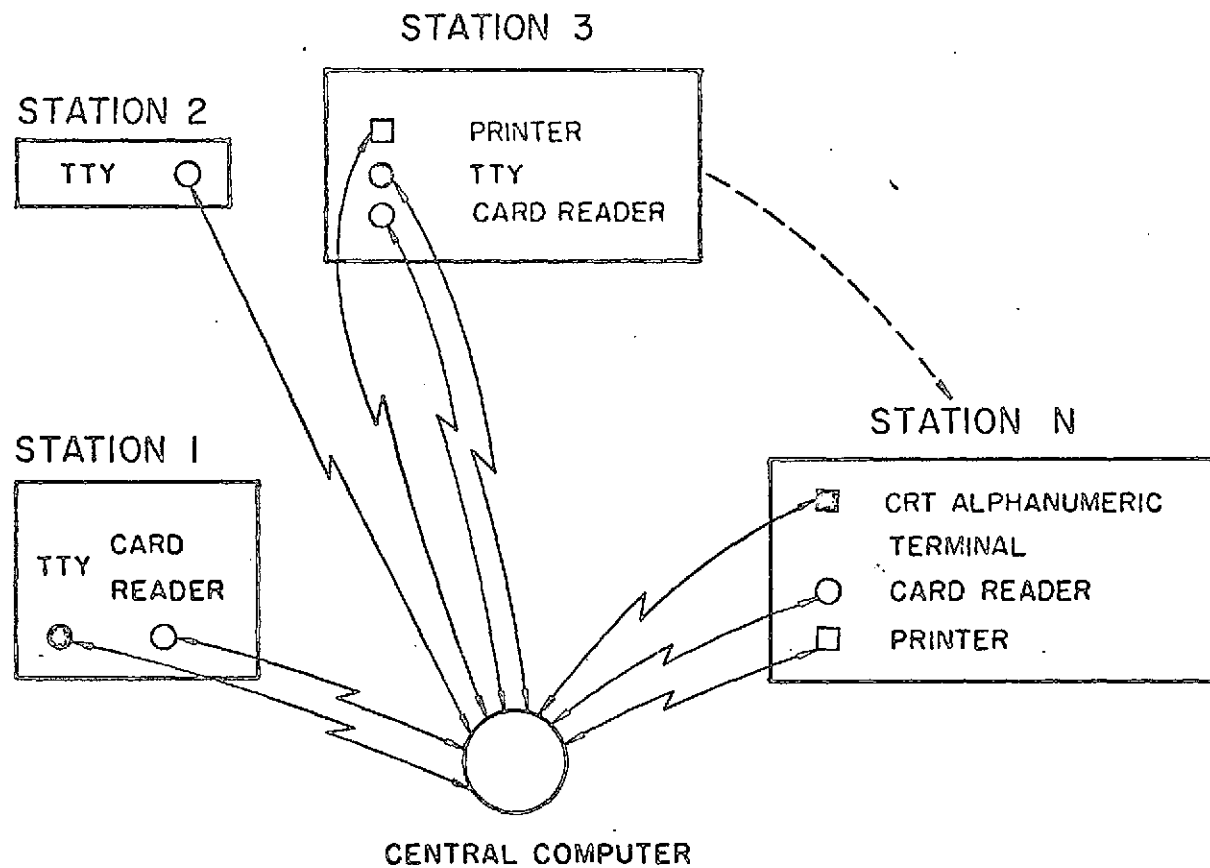 STATION 3
STATION 2
TTY
PRINTER
TTY
CARD READER
STATION 1
TTY
CARD
READER
STATION N
CRT ALPHANUMERIC
TERMINAL
CARD READER
PRINTER
CENTRAL COMPUTER